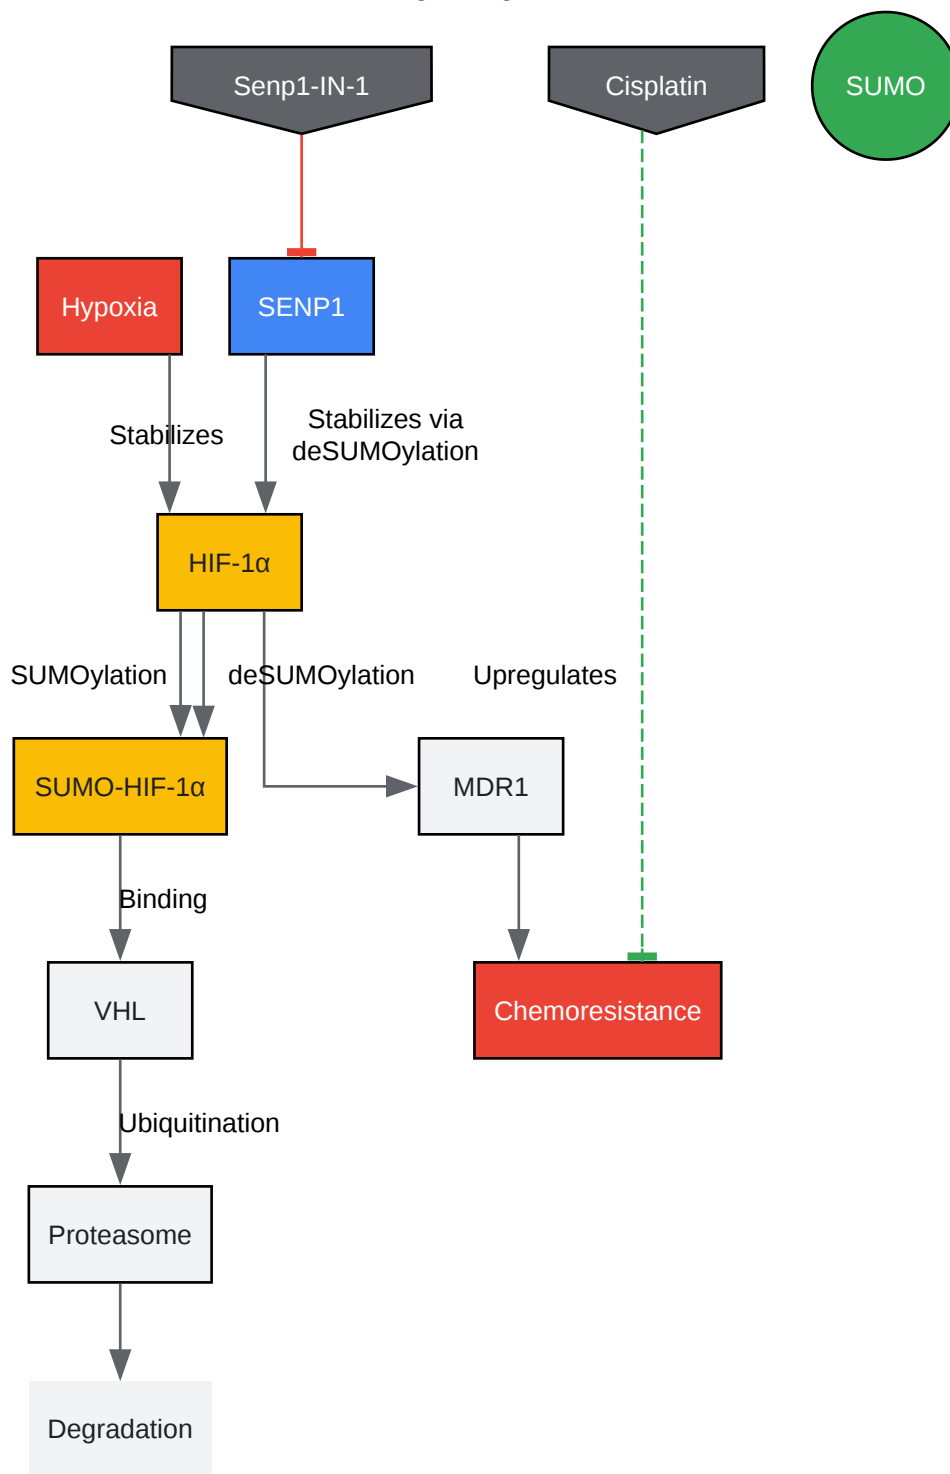 Senp1-IN-1
Cisplatin
SUMO
Hypoxia
SENP1
Stabilizes
Stabilizes via
deSUMOylation
HIF-1α
SUMOylation
deSUMOylation
Upregulates
SUMO-HIF-1α
MDR1
Binding
VHL
Chemoresistance
Ubiquitination
Proteasome
Degradation